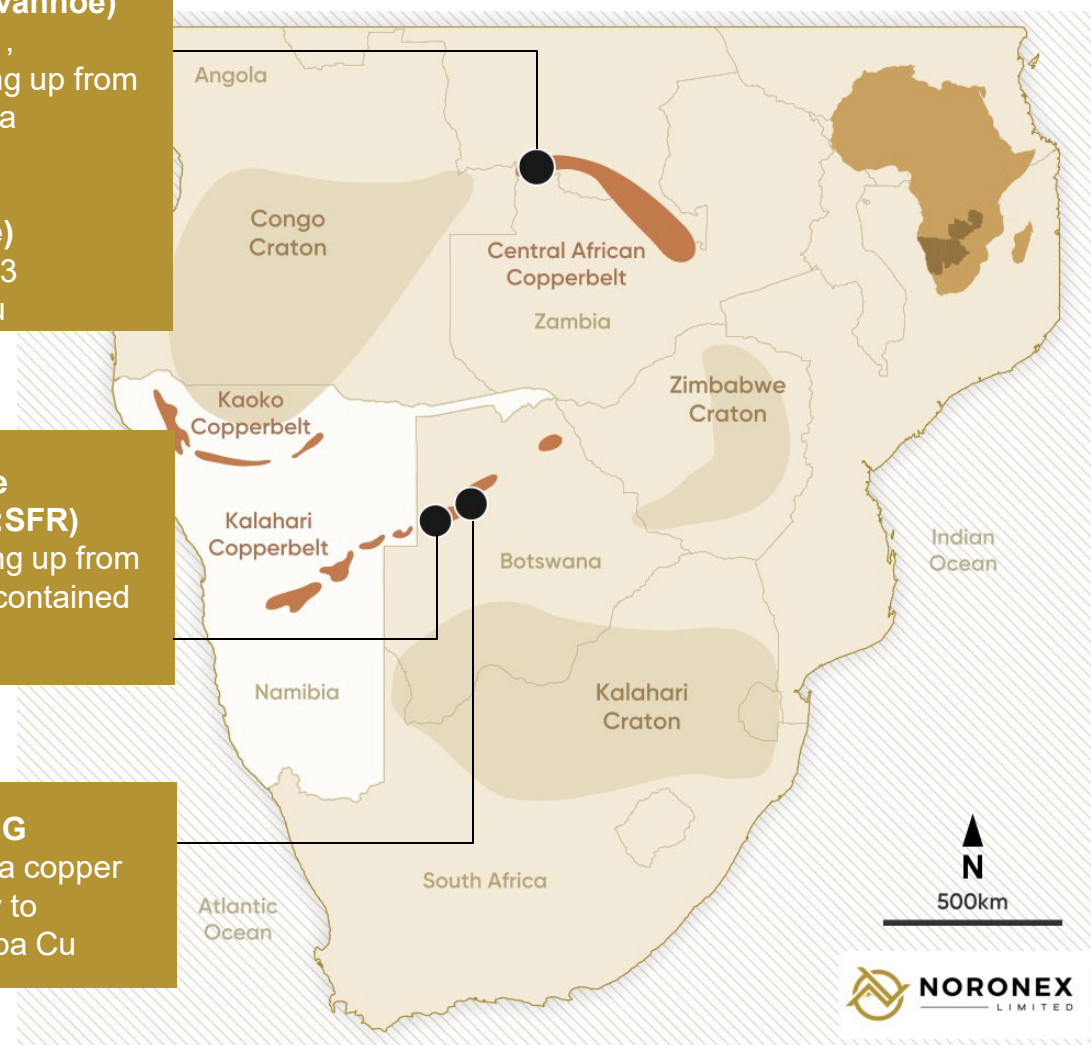 vanhoe)
,
ng up from
a
e)
3
u
e
:SFR)
ng up from
contained
G
a copper
to
pa Cu
Angola
Congo
Craton
Central African
Copperbelt
Zambia
Kaoko
Copperbelt
Zimbabwe
Craton
Kalahari
Copperbelt
Botswana
Indian
Ocean
Namibia
Kalahari
Craton
South Africa
Atlantic
Ocean
N
500km
NORONEX
LIMITED